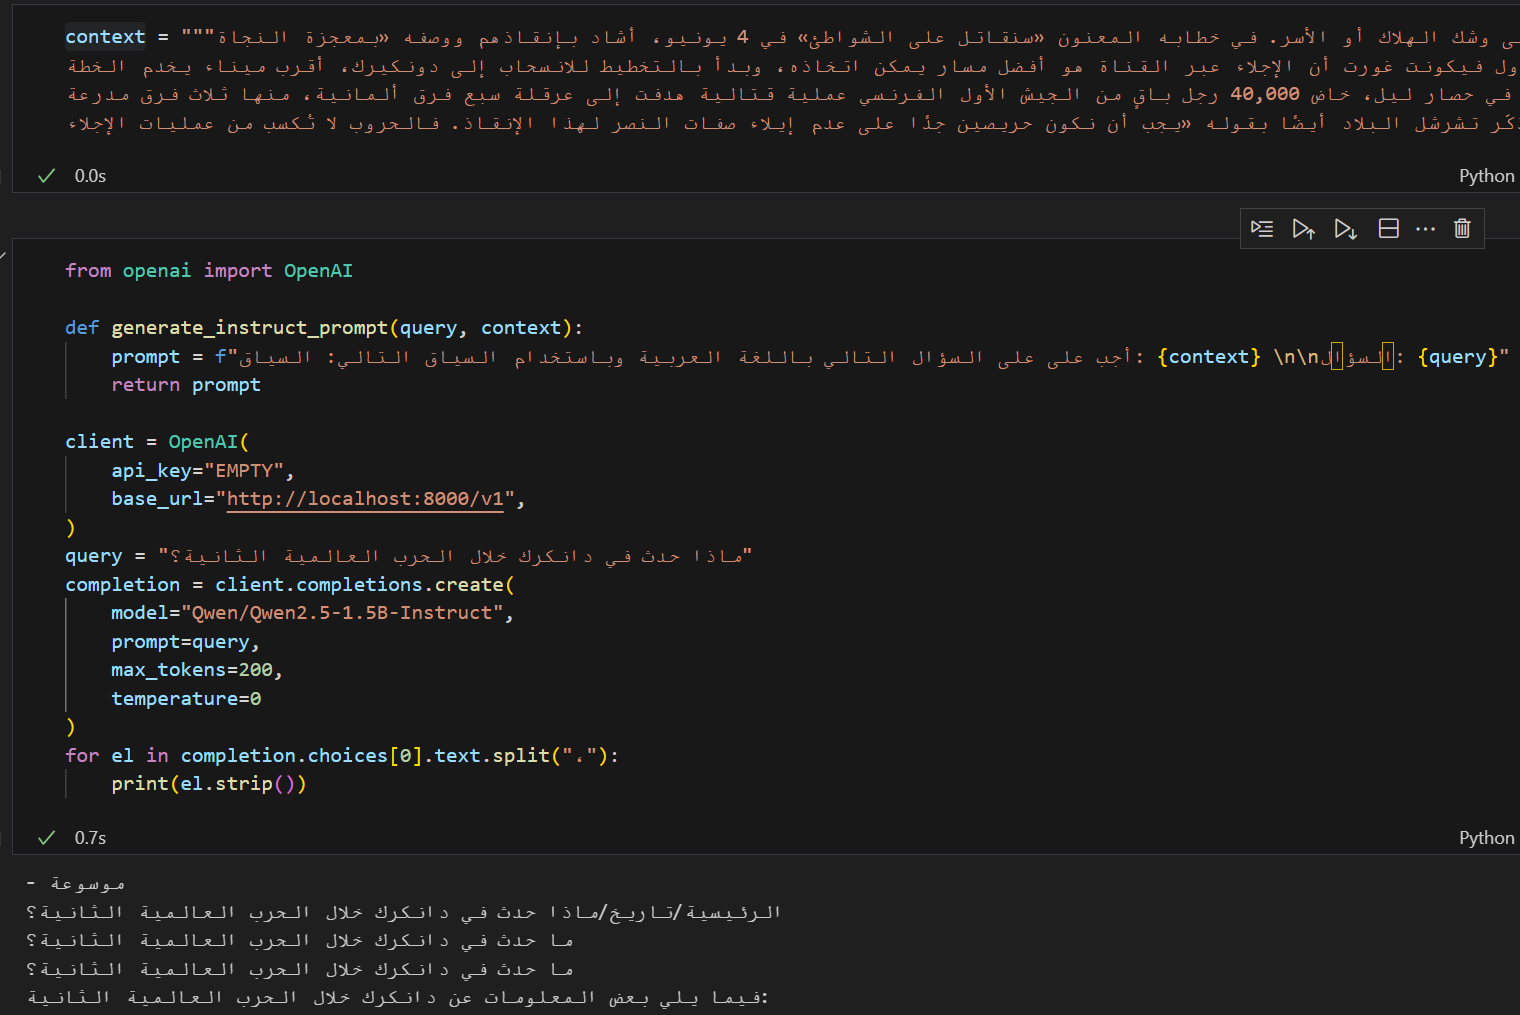 context = """ى وشك الهلاك أو الأسر. في خطابه المعنون «سنقاتل على الشواطئ» في 4 يونيو، أشاد بإنقاذهم ووصفه «بمعجزة النجاة
ول فيكونت غورت أن الإجلاء عبر القناة هو أفضل مسار يمكن اتخاذه، وبدأ بالتخطيط للانسحاب إلى دونكيرك، أقرب ميناء يخدم الخطة
في حصار ليل، خاض 40,000 رجل باقٍ من الجيش الأول الفرنسي عملية قتالية هدفت إلى عرقلة سبع فرق ألمانية، منها ثلاث فرق مدرعة
ذكّر تشرشل البلاد أيضًا بقوله «يجب أن نكون حريصين جدًا على عدم إيلاء صفات النصر لهذا الإنقاذ. فالحروب لا تُكسب من عمليات الإجلاء
0.0s
Python
from openai import OpenAI
def generate_instruct_prompt(query, context):
prompt = f"أجب على على السؤال التالي باللغة العربية وباستخدام السياق التالي: السياق: {context} \n\nالسؤال: {query}"
return prompt
client = OpenAI(
api_key="EMPTY",
base_url="http://localhost:8000/v1",
)
query = "ماذا حدث في دانكرك خلال الحرب العالمية الثانية؟"
completion = client.completions.create(
model="Qwen/Qwen2.5-1.5B-Instruct",
prompt=query,
max_tokens=200,
temperature=0
)
for el in completion.choices[0].text.split("،"):
print(el.strip())
0.7s
Python
- موسوعة
الرئيسية/تاريخ/ماذا حدث في دانكرك خلال الحرب العالمية الثانية؟
ما حدث في دانكرك خلال الحرب العالمية الثانية؟
ما حدث في دانكرك خلال الحرب العالمية الثانية؟
فيما يلي بعض المعلومات عن دانكرك خلال الحرب العالمية الثانية: